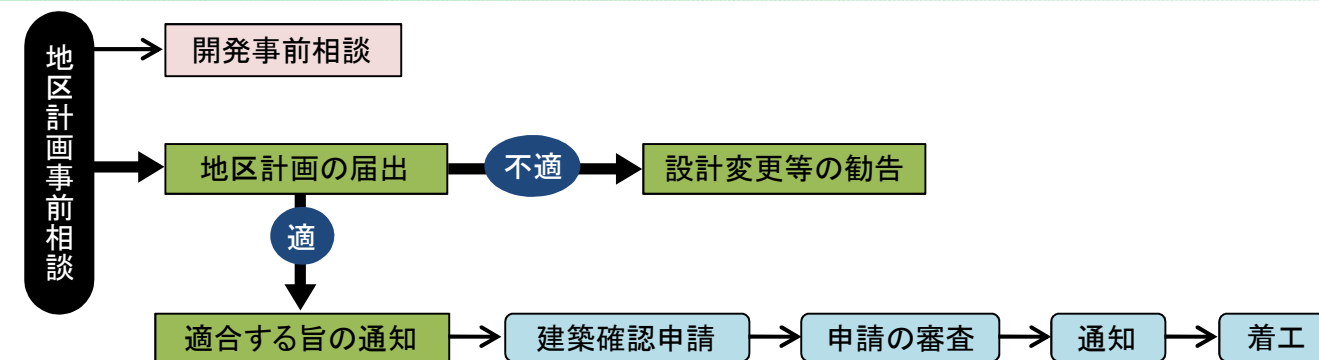 地区計画事前相談
開発事前相談
地区計画の届出
不適
設計変更等の勧告
適
適合する旨の通知
建築確認申請
申請の審査
通知
着工